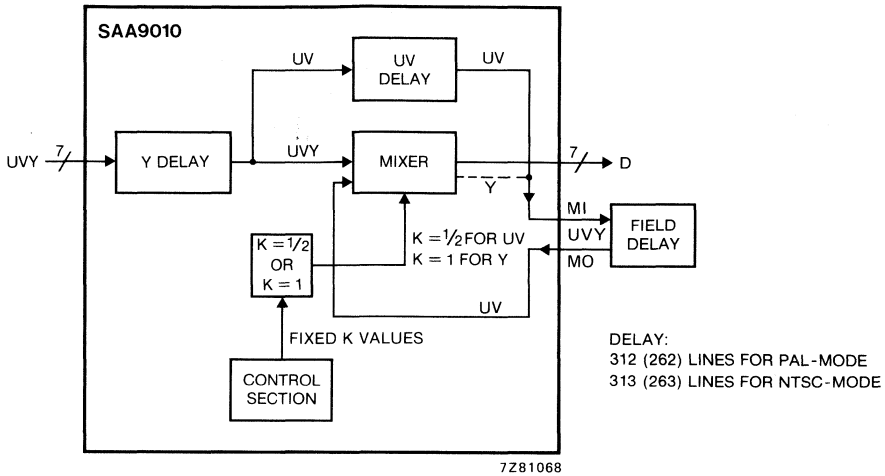 SAA9010
UV
UV
DELAY
UV
UVY
7
Y DELAY
UVY
MIXER
7
D
Y
MI
UVY
MO
FIELD
DELAY
K = 1/2
OR
K = 1
K = 1/2 FOR UV
K = 1 FOR Y
UV
FIXED K VALUES
CONTROL
SECTION
DELAY:
312 (262) LINES FOR PAL-MODE
313 (263) LINES FOR NTSC-MODE
7Z81068